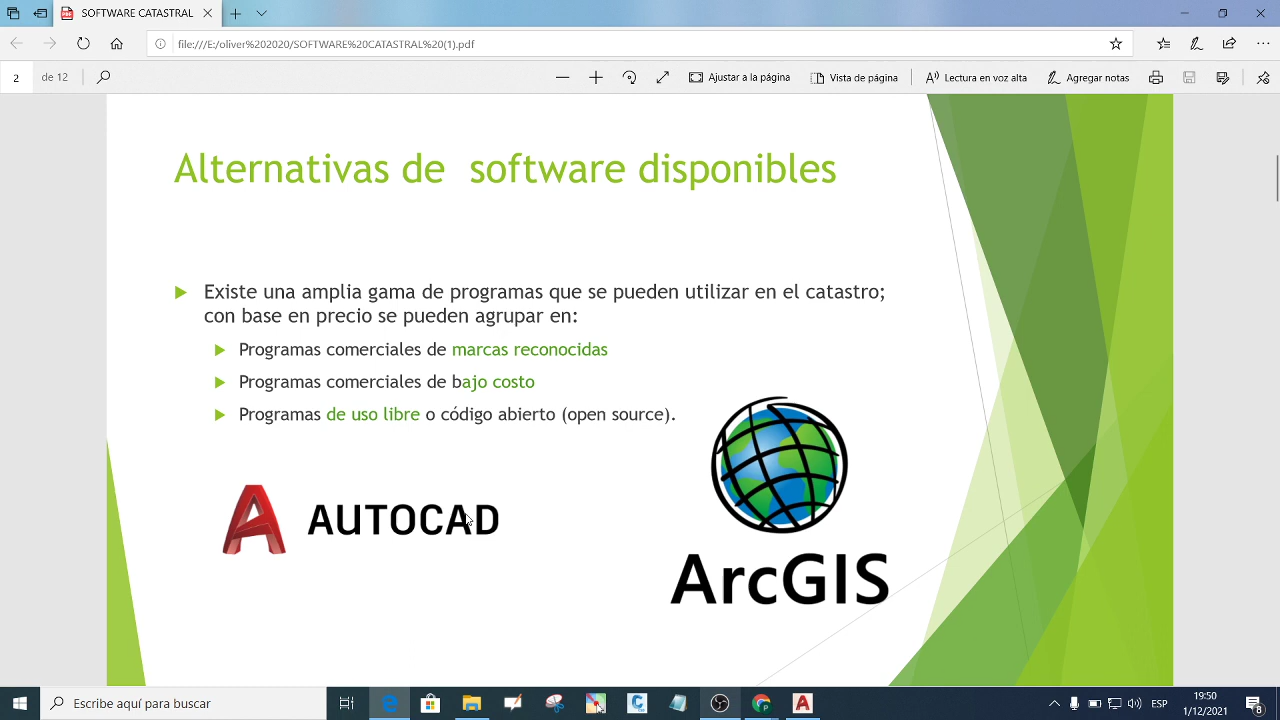 SOFTWARE CATASTRAL
file:///E:/oliver%202020/SOFTWARE%20CATASTRAL%20(1).pdf
2 de 12
Ajustar a la página
Vista de página
Lectura en voz alta
Agregar notas
Alternativas de software disponibles
Existe una amplia gama de programas que se pueden utilizar en el catastro;
con base en precio se pueden agrupar en:
Programas comerciales de marcas reconocidas
Programas comerciales de bajo costo
Programas de uso libre o código abierto (open source).
AUTOCAD
ArcGIS
Escribe aquí para buscar
ESP
19:50
1/12/2021